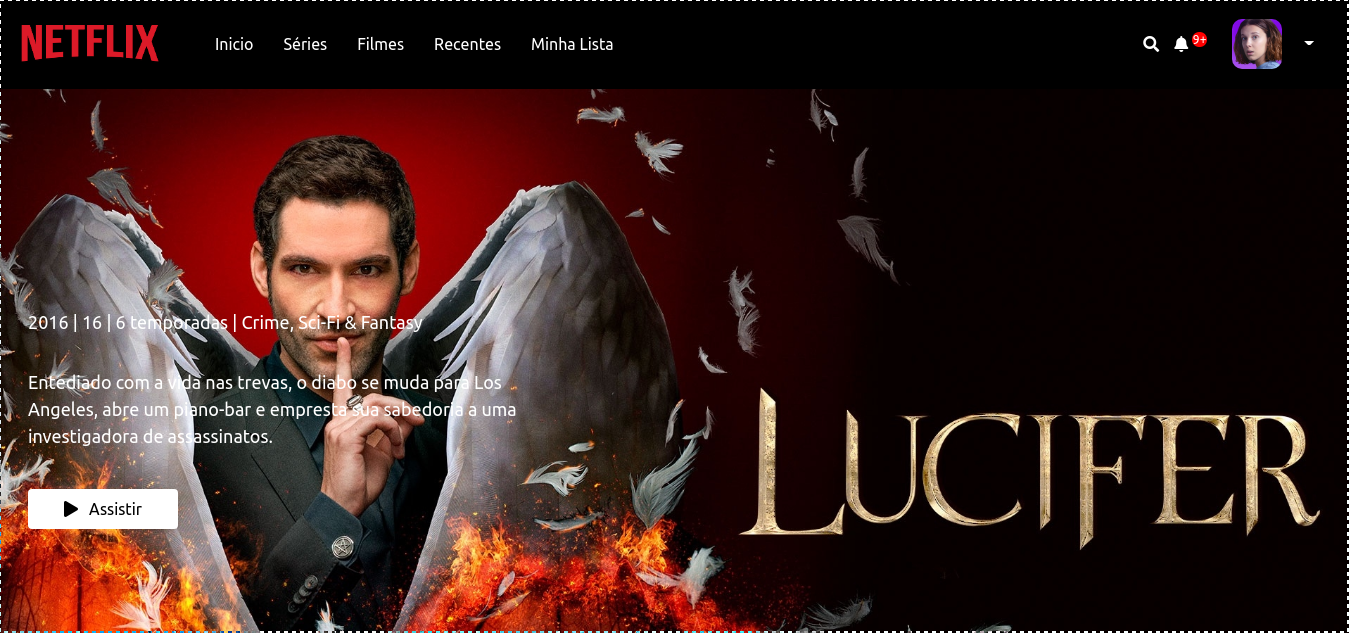 NETFLIX
Inicio
Séries
Filmes
Recentes
Minha Lista
9+
2016 | 16 | 6 temporadas | Crime, Sci-Fi & Fantasy
Entediado com a vida nas trevas, o diabo se muda para Los
Angeles, abre um piano-bar e empresta sua sabedoria a uma
investigadora de assassinatos.
Assistir
LUCIFER